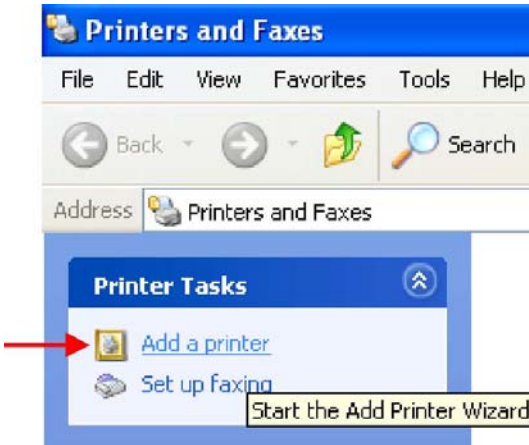 Printers and Faxes
File Edit View Favorites Tools Help
Back Search
Address Printers and Faxes
Printer Tasks
Add a printer
Set up faxing
Start the Add Printer Wizard